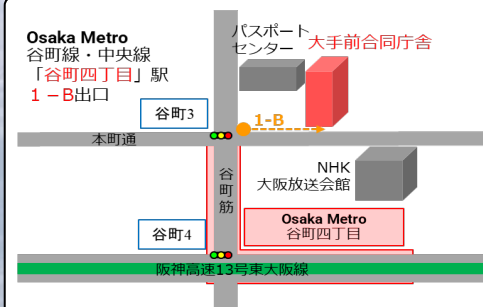 Osaka Metro
谷町線・中央線
「谷町四丁目」駅
１－B出口
パスポート
センター
大手前合同庁舎
谷町3
1-B
本町通
谷町筋
NHK
大阪放送会館
谷町4
Osaka Metro
谷町四丁目
阪神高速13号東大阪線